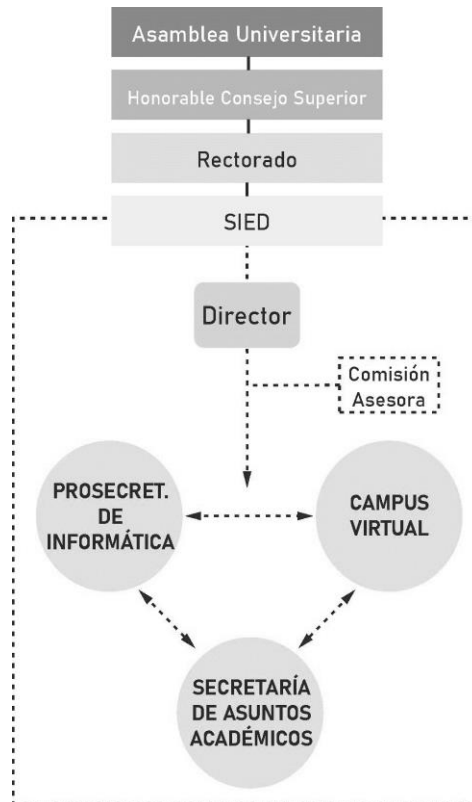 Asamblea Universitaria
Honorable Consejo Superior
Rectorado
SIED
Director
Comisión
Asesora
PROSECRET.
DE
INFORMÁTICA
CAMPUS
VIRTUAL
SECRETARÍA
DE ASUNTOS
ACADÉMICOS